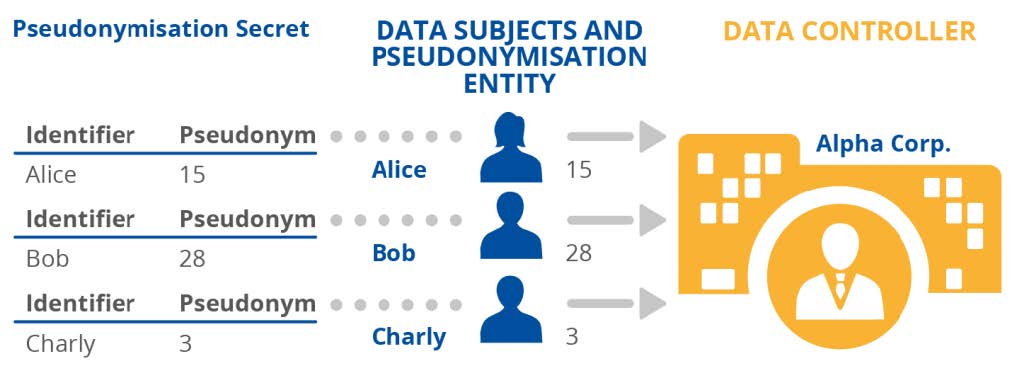 Pseudonymisation Secret
DATA SUBJECTS AND
PSEUDONYMISATION
ENTITY
DATA CONTROLLER
Identifier Pseudonym
Alice 15
Alice
15
Identifier Pseudonym
Bob 28
Bob
28
Identifier Pseudonym
Charly 3
Charly
3
Alpha Corp.